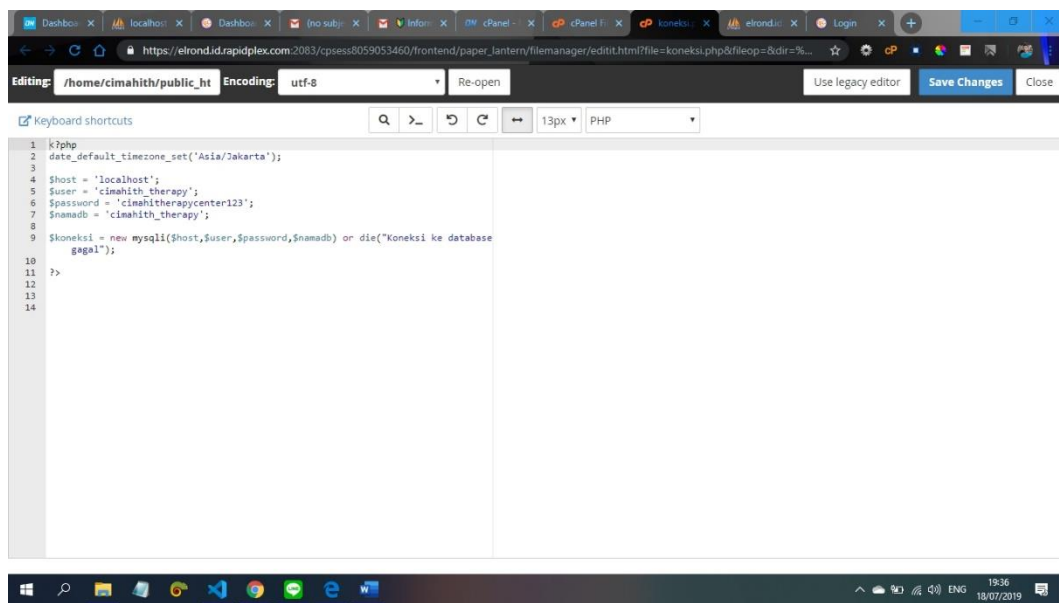 Dashboa
localhost
Dashboa
(no subje
Inform
cPanel -
cPanel Fi
koneksi.p
elrond.id
Login
https://elrond.id.rapidplex.com:2083/cpsess8059053460/frontend/paper_lantern/filemanager/editit.html?file=koneksi.php&fileop=&dir=%...
Editing: /home/cimahith/public_ht Encoding: utf-8 Re-open Use legacy editor Save Changes Close
Keyboard shortcuts 13px PHP
1 <?php
2 date_default_timezone_set('Asia/Jakarta');
3
4 $host = 'localhost';
5 $user = 'cimahith_therapy';
6 $password = 'cimahitherapycenter123';
7 $namadb = 'cimahith_therapy';
8
9 $koneksi = new mysqli($host,$user,$password,$namadb) or die("Koneksi ke database
gagal");
10
11 ?>
12
13
14
ENG 19:36
18/07/2019